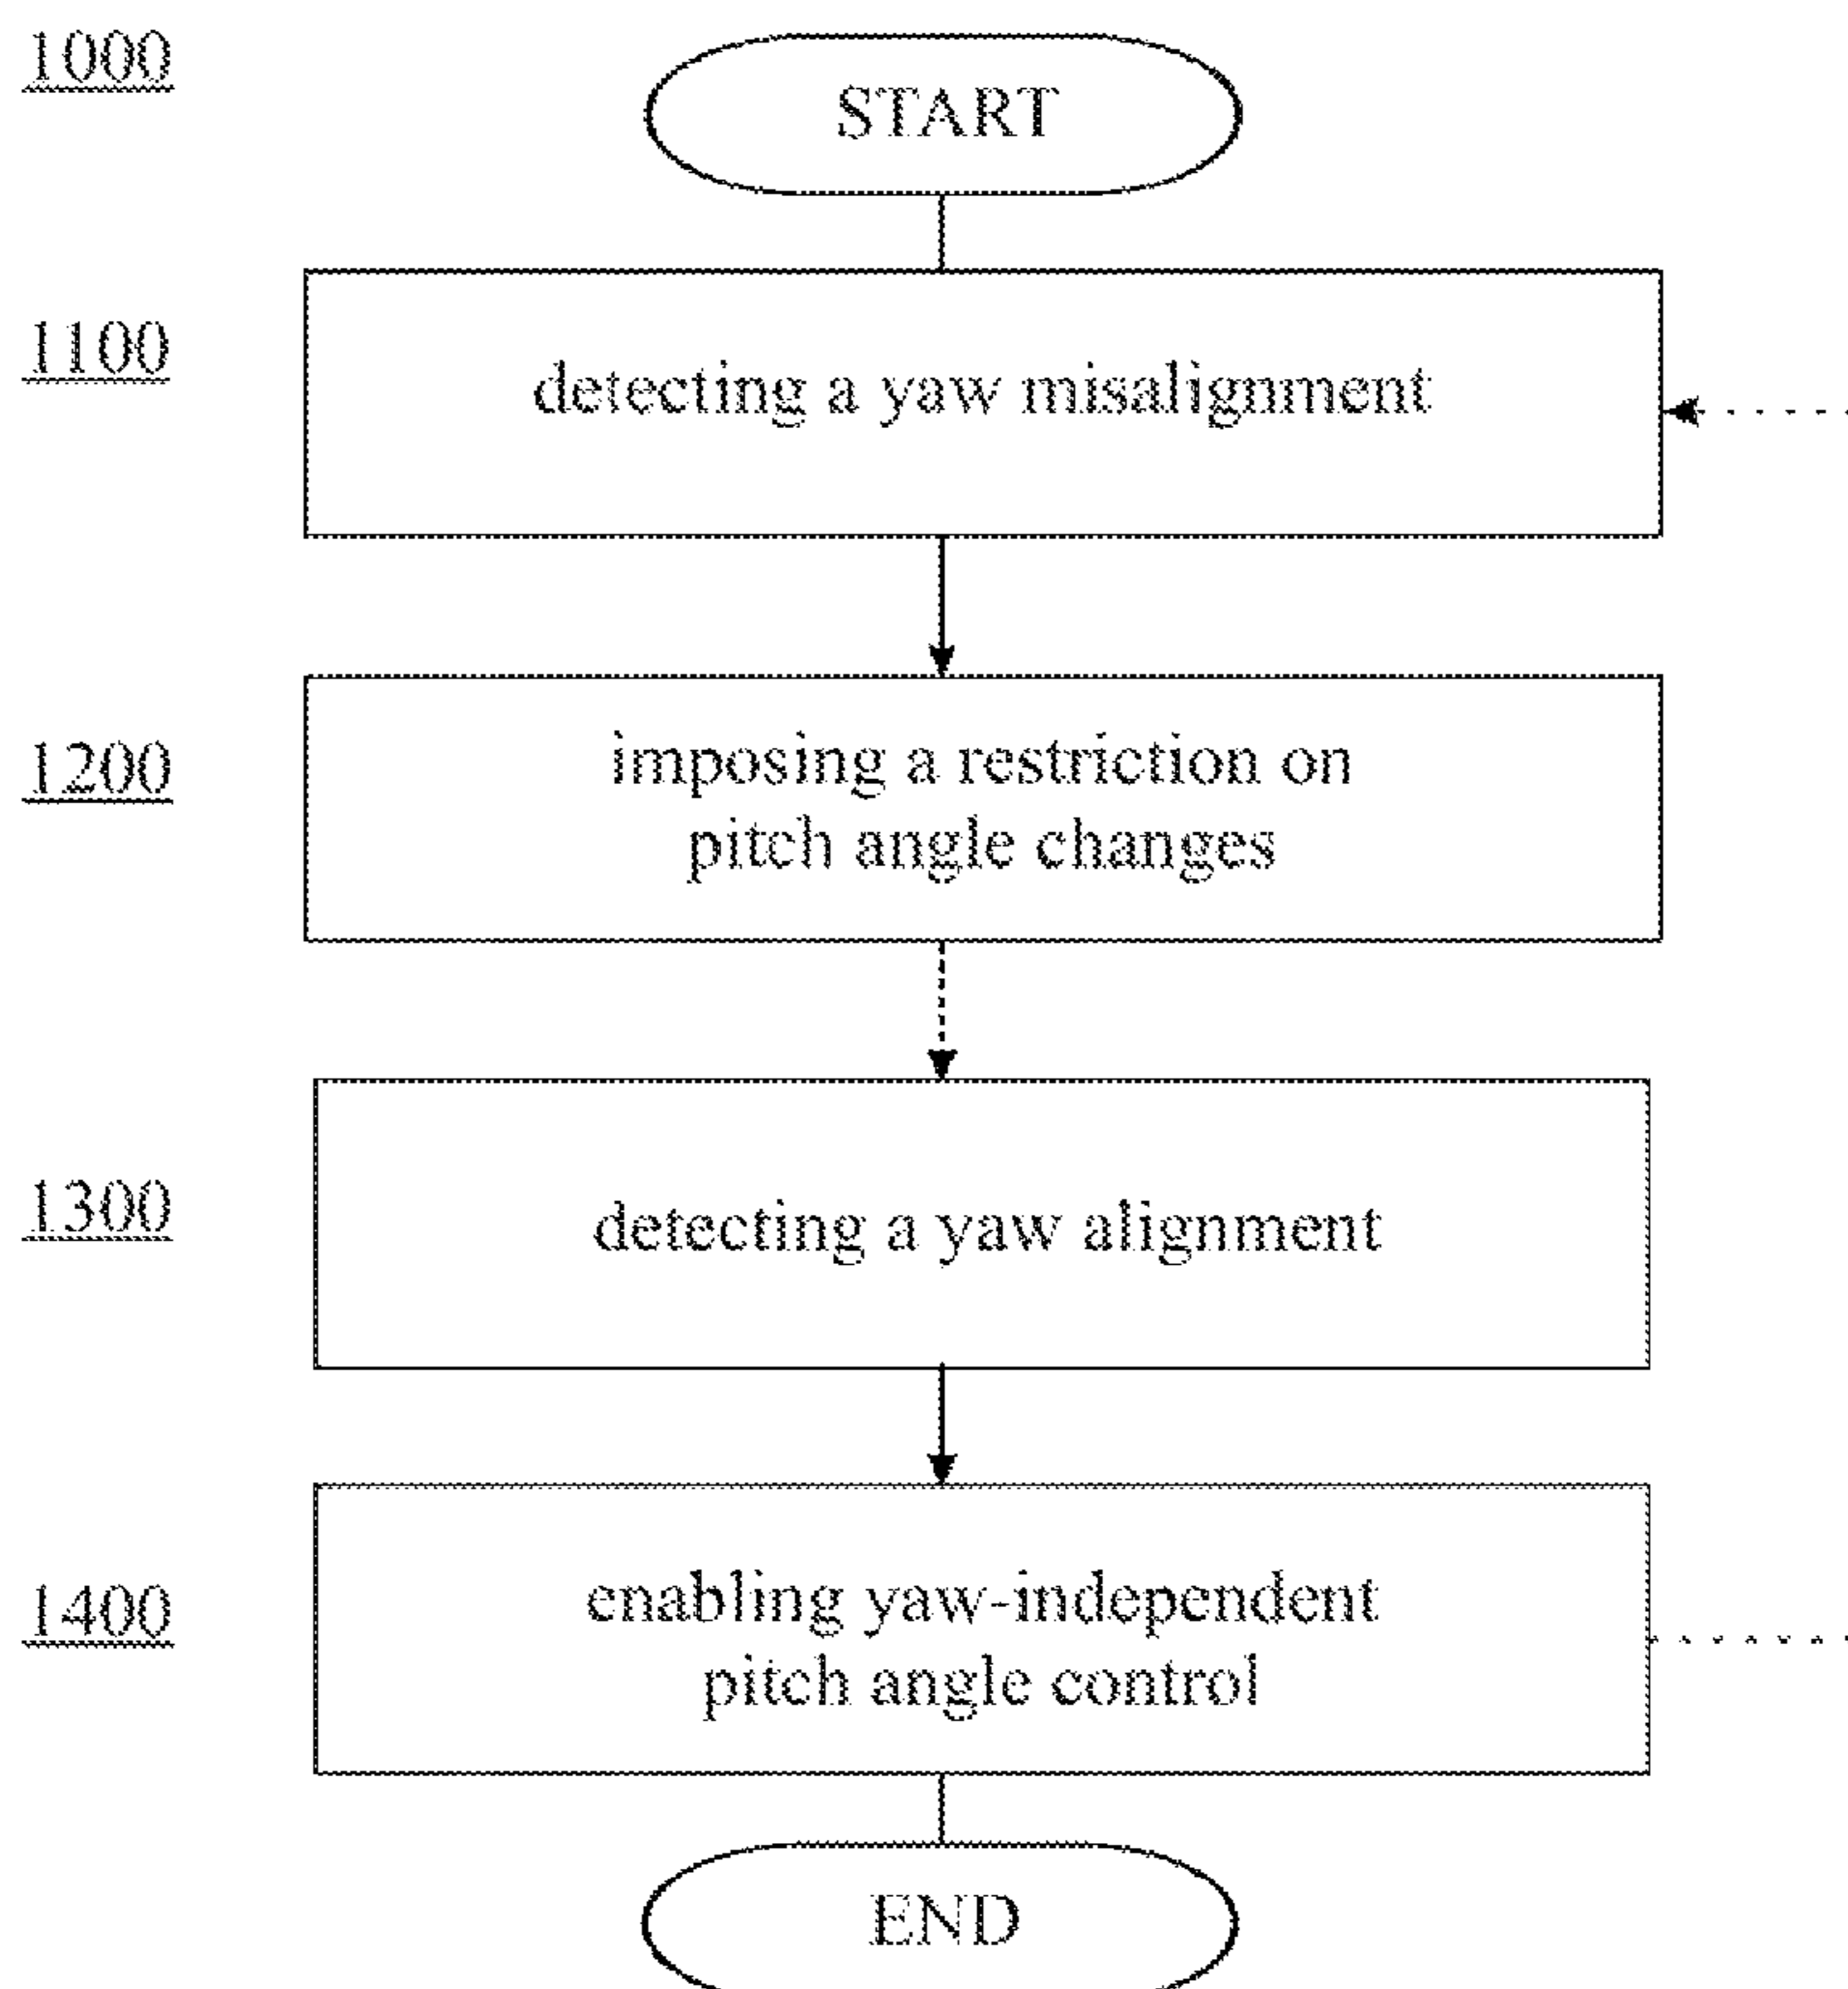 1000
START
1100
detecting a yaw misalignment
1200
imposing a restriction on
pitch angle changes
1300
detecting a yaw alignment
1400
enabling yaw-independent
pitch angle control
END